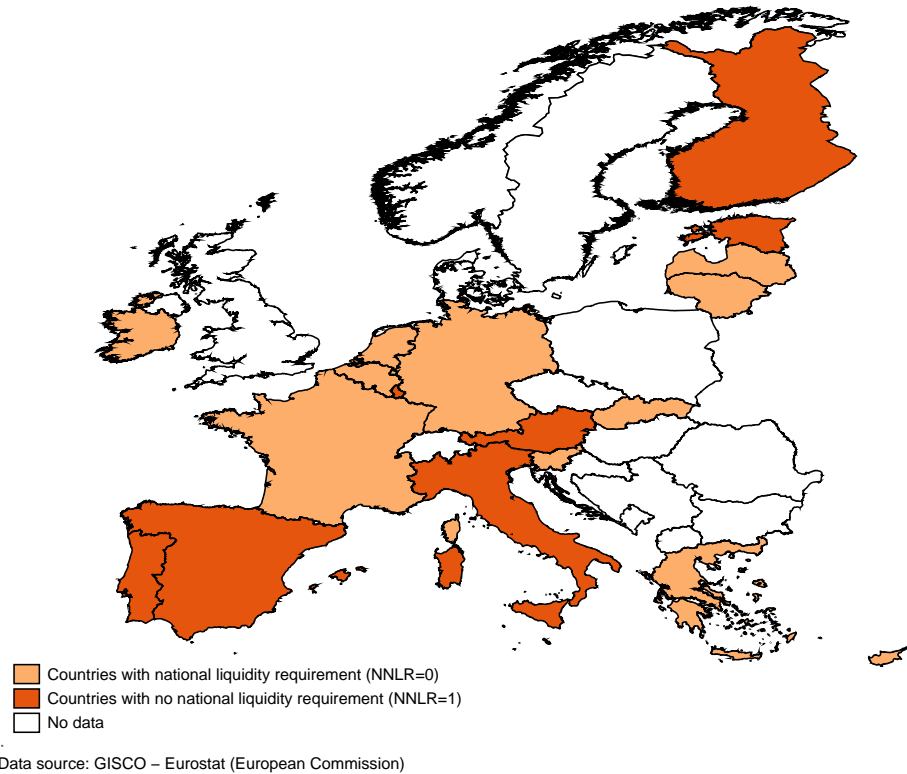 Countries with national liquidity requirement (NNLR=0)
Countries with no national liquidity requirement (NNLR=1)
No data
.
Data source: GISCO – Eurostat (European Commission)